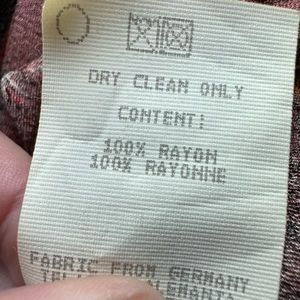 DRY CLEAN ONLY
CONTENT:
100% RAYON
100% RAYONNE
FABRIC FROM GERMANY